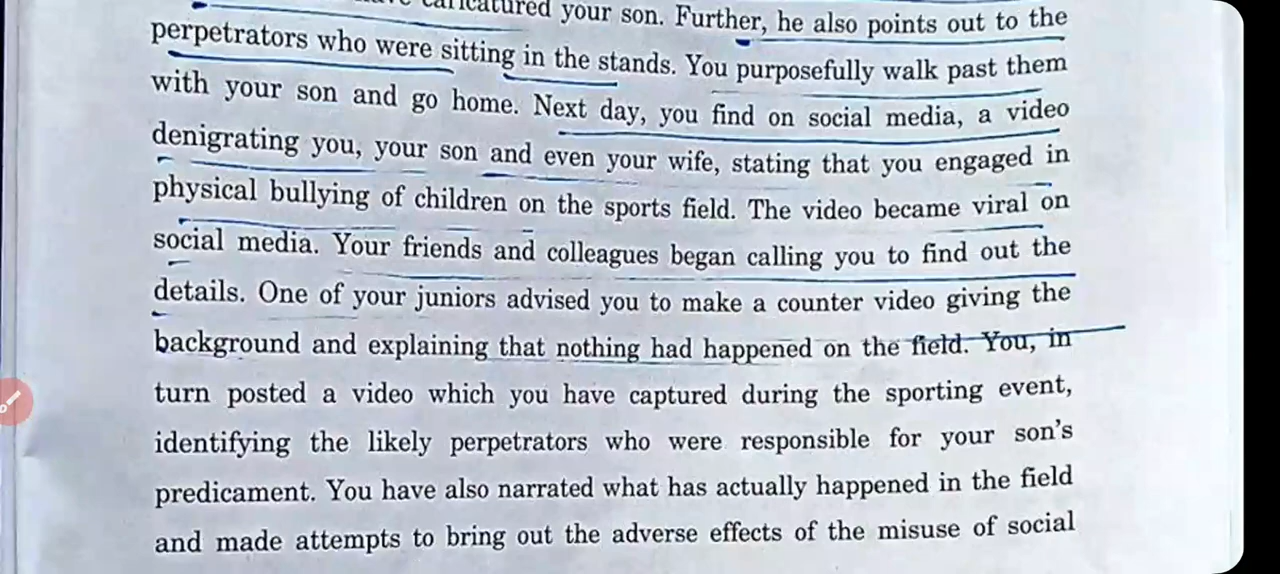 caricatured your son. Further, he also points out to the
perpetrators who were sitting in the stands. You purposefully walk past them
with your son and go home. Next day, you find on social media, a video
denigrating you, your son and even your wife, stating that you engaged in
physical bullying of children on the sports field. The video became viral on
social media. Your friends and colleagues began calling you to find out the
details. One of your juniors advised you to make a counter video giving the
background and explaining that nothing had happened on the field. You, in
turn posted a video which you have captured during the sporting event,
identifying the likely perpetrators who were responsible for your son's
predicament. You have also narrated what has actually happened in the field
and made attempts to bring out the adverse effects of the misuse of social